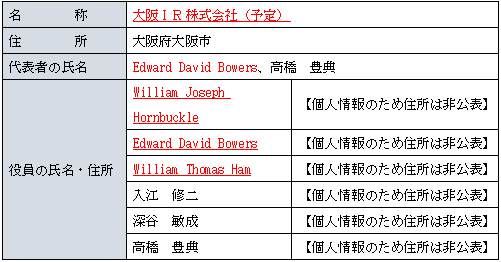 名　　　称 大阪ＩＲ株式会社（予定）
住　　　所 大阪府大阪市
代表者の氏名 Edward David Bowers、高橋　豊典
役員の氏名・住所
William Joseph
Hornbuckle 【個人情報のため住所は非公表】
Edward David Bowers 【個人情報のため住所は非公表】
William Thomas Ham 【個人情報のため住所は非公表】
入江　修二 【個人情報のため住所は非公表】
深谷　敏成 【個人情報のため住所は非公表】
高橋　豊典 【個人情報のため住所は非公表】